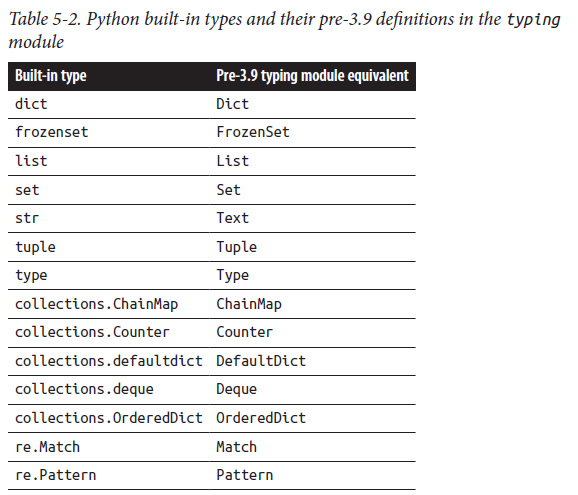 Table 5-2. Python built-in types and their pre-3.9 definitions in the typing
module
Built-in type Pre-3.9 typing module equivalent
dict Dict
frozenset FrozenSet
list List
set Set
str Text
tuple Tuple
type Type
collections.ChainMap ChainMap
collections.Counter Counter
collections.defaultdict DefaultDict
collections.deque Deque
collections.OrderedDict OrderedDict
re.Match Match
re.Pattern Pattern